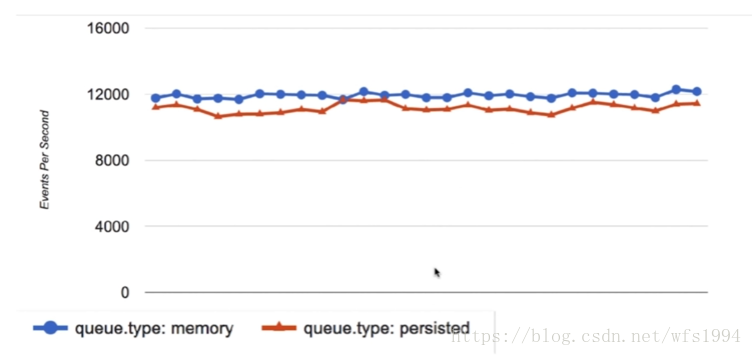 16000
12000
8000
4000
0
Events Per Second
queue.type: memory
queue.type: persisted
https://blog.csdn.net/wfs1994